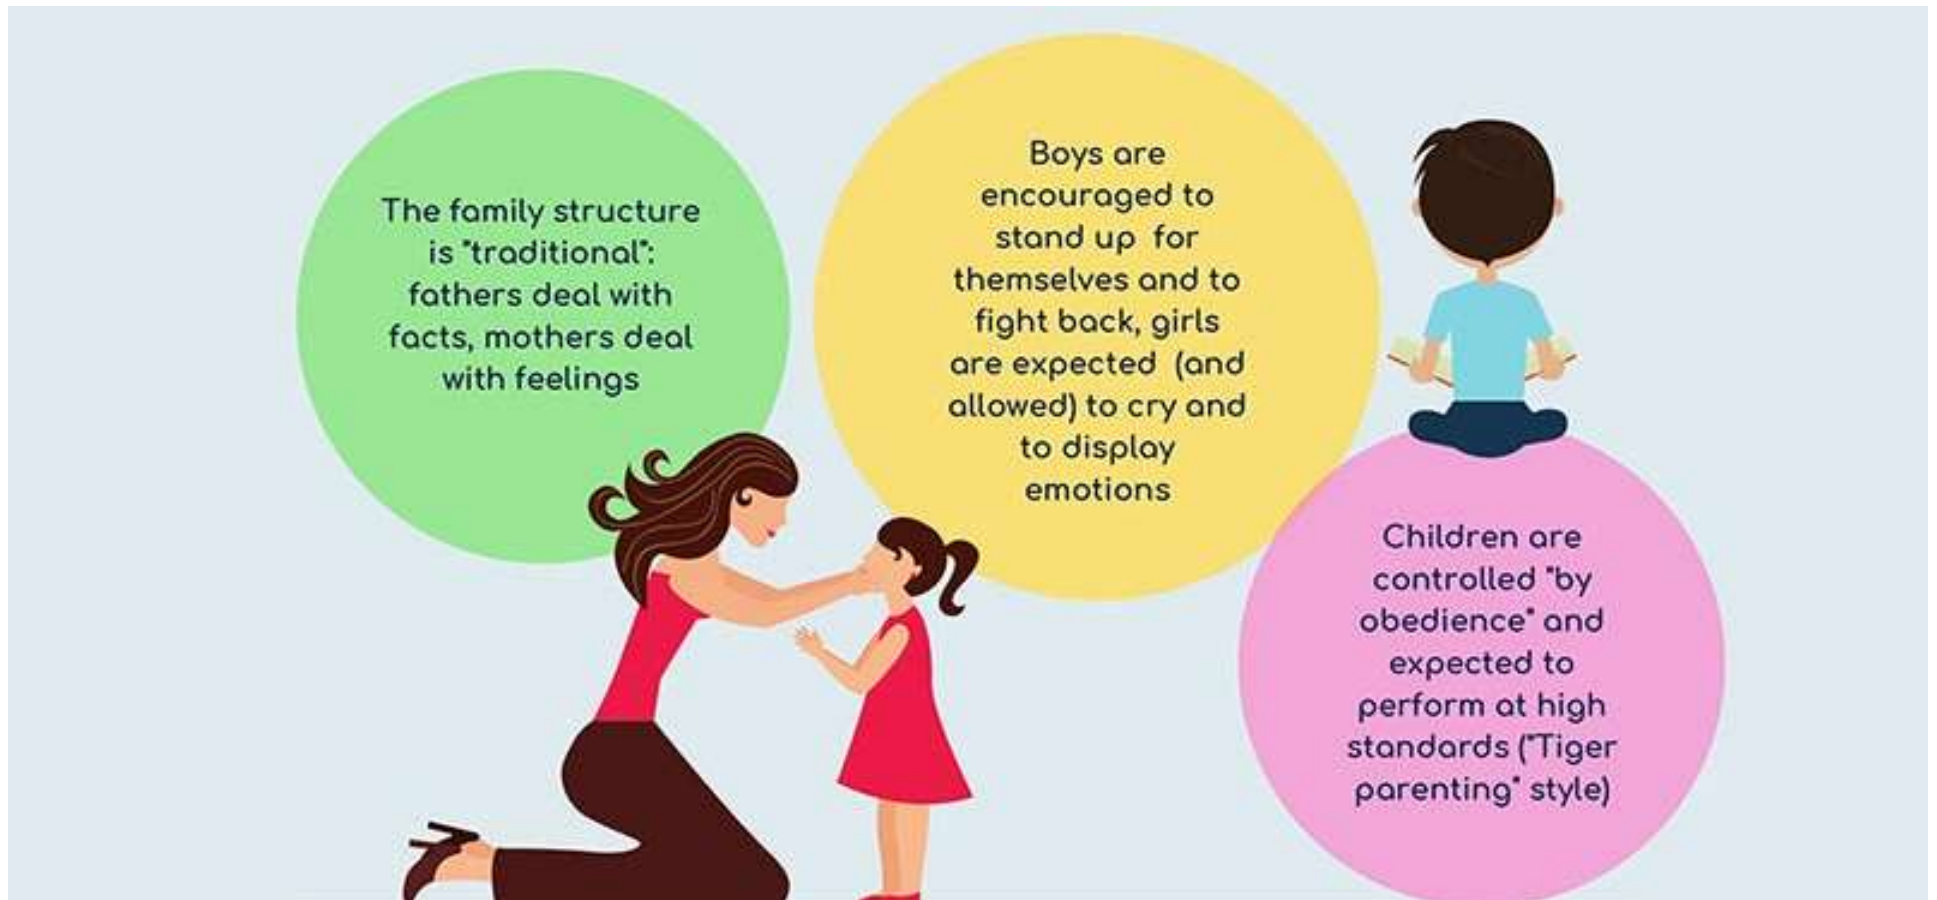 The family structure
is "traditional":
fathers deal with
facts, mothers deal
with feelings
Boys are
encouraged to
stand up  for
themselves and to
fight back, girls
are expected  (and
allowed) to cry and
to display
emotions
Children are
controlled "by
obedience" and
expected to
perform at high
standards ("Tiger
parenting" style)